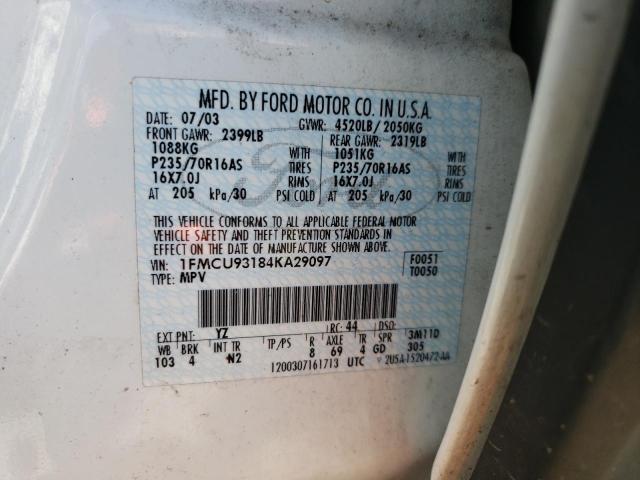 MFD. BY FORD MOTOR CO. IN U.S.A.
DATE: 07/03 GVWR: 4520LB/ 2050KG
FRONT GAWR: 2399LB REAR GAWR: 2319LB
1088KG 1051KG
P235/70R16AS TIRES P235/70R16AS TIRES
16X7.0J RIMS 16X7.0J RIMS
AT 205 kPa/30 PSI COLD AT 205 kPa/30 PSI COLD
THIS VEHICLE CONFORMS TO ALL APPLICABLE FEDERAL MOTOR
VEHICLE SAFETY AND THEFT PREVENTION STANDARDS IN
EFFECT ON THE DATE OF MANUFACTURE SHOWN ABOVE.
VIN: 1FMCU93184KA29097 F0051
TYPE: MPV T0050
EXT PNT: YZ RC: 44 DSO:
WB BRK INT TR TP/PS R AXLE TR SPR 3M11D
103 4 N2 8 69 4 GD 305
1200307161713 UTC 2U5A-1520472-AA
Ford